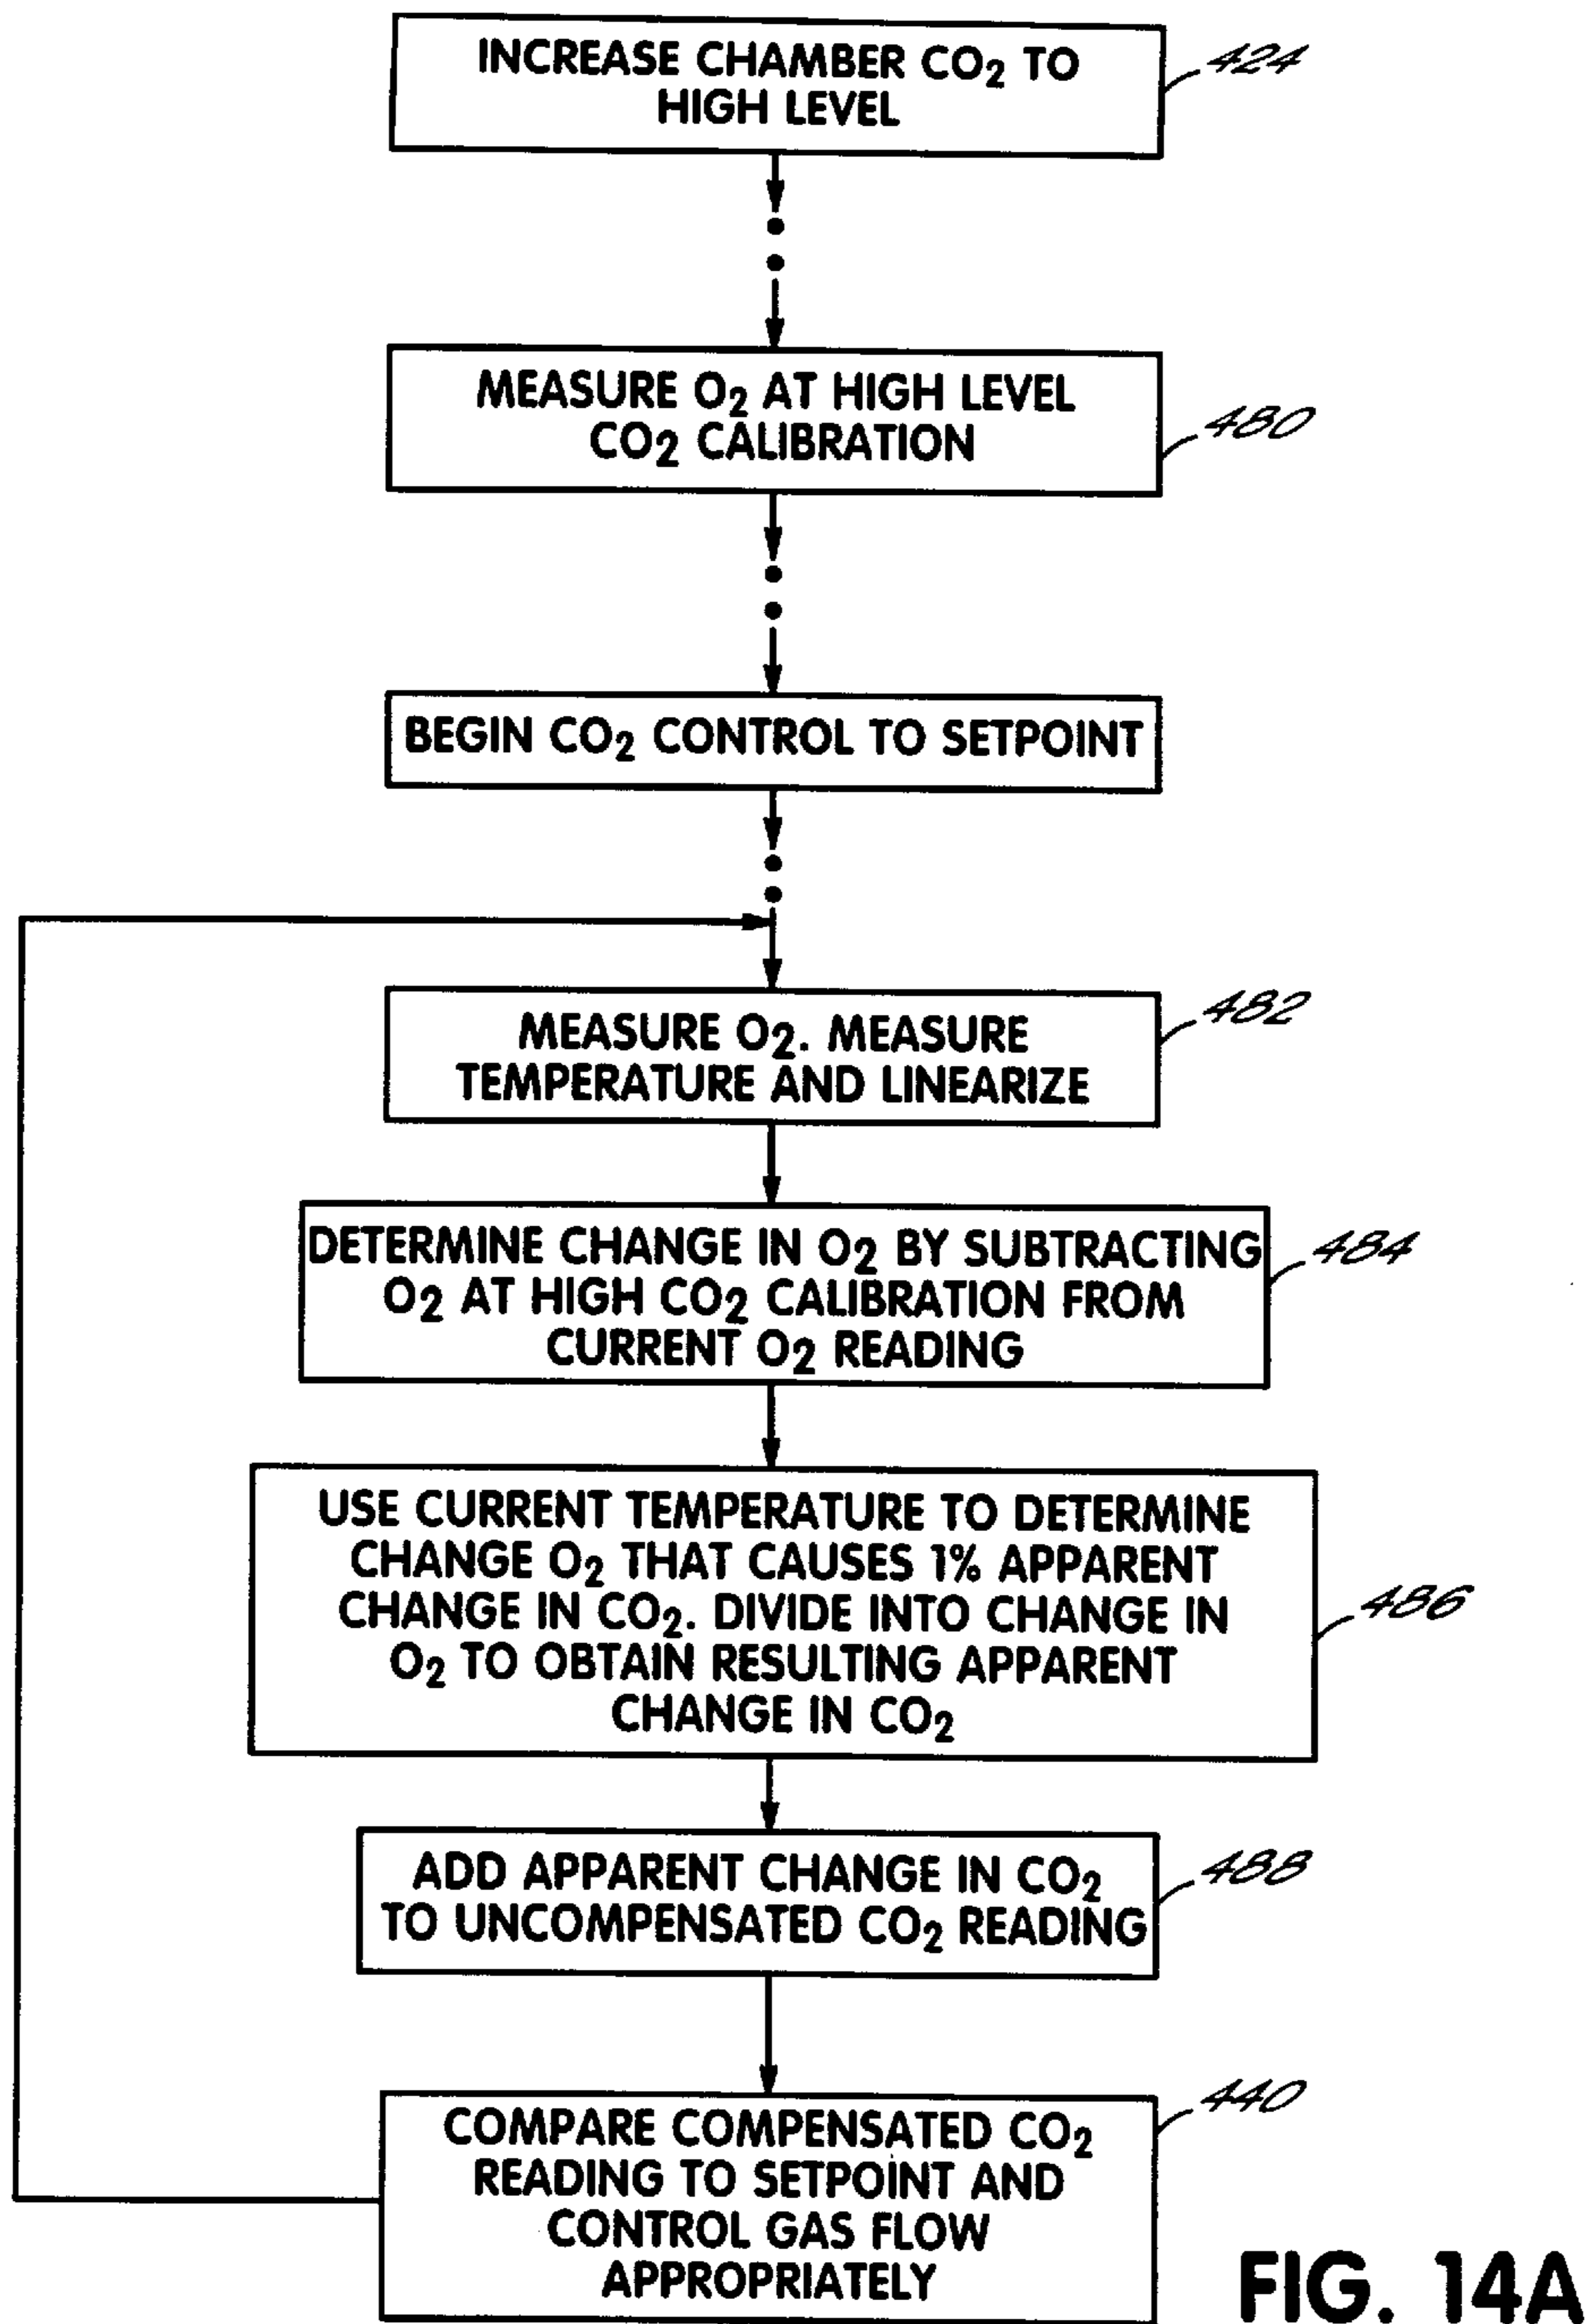 INCREASE CHAMBER CO2 TO
HIGH LEVEL
424
MEASURE O2 AT HIGH LEVEL
CO2 CALIBRATION
480
BEGIN CO2 CONTROL TO SETPOINT
MEASURE O2. MEASURE
TEMPERATURE AND LINEARIZE
482
DETERMINE CHANGE IN O2 BY SUBTRACTING
O2 AT HIGH CO2 CALIBRATION FROM
CURRENT O2 READING
484
USE CURRENT TEMPERATURE TO DETERMINE
CHANGE O2 THAT CAUSES 1% APPARENT
CHANGE IN CO2. DIVIDE INTO CHANGE IN
O2 TO OBTAIN RESULTING APPARENT
CHANGE IN CO2
486
ADD APPARENT CHANGE IN CO2
TO UNCOMPENSATED CO2 READING
488
COMPARE COMPENSATED CO2
READING TO SETPOINT AND
CONTROL GAS FLOW
APPROPRIATELY
440
FIG. 14A